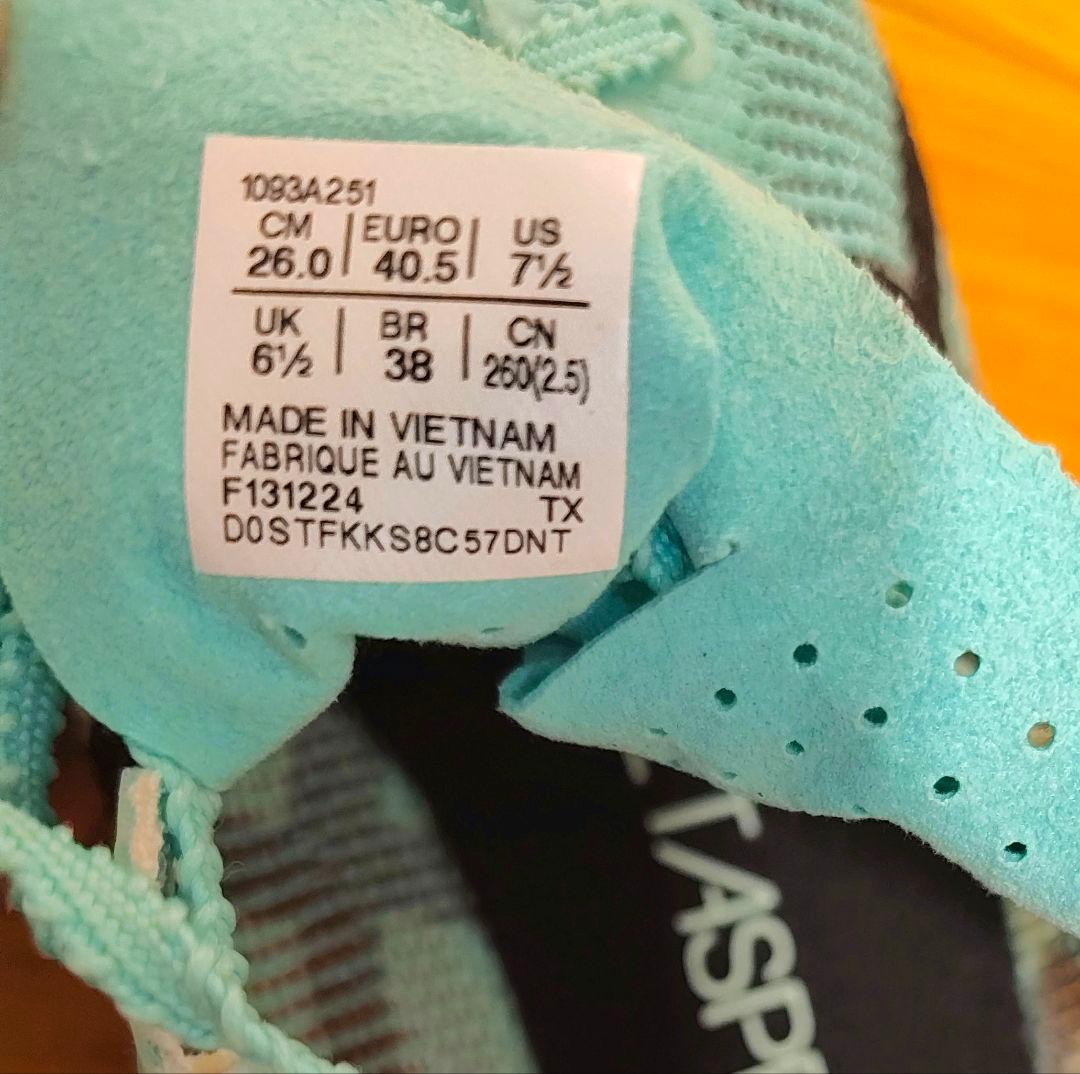 1093A251
CM | EURO | US
26.0 | 40.5 | 7½
UK | BR | CN
6½ | 38 | 260(2.5)
MADE IN VIETNAM
FABRIQUE AU VIETNAM
F131224 TX
D0STFKKS8C57DNT